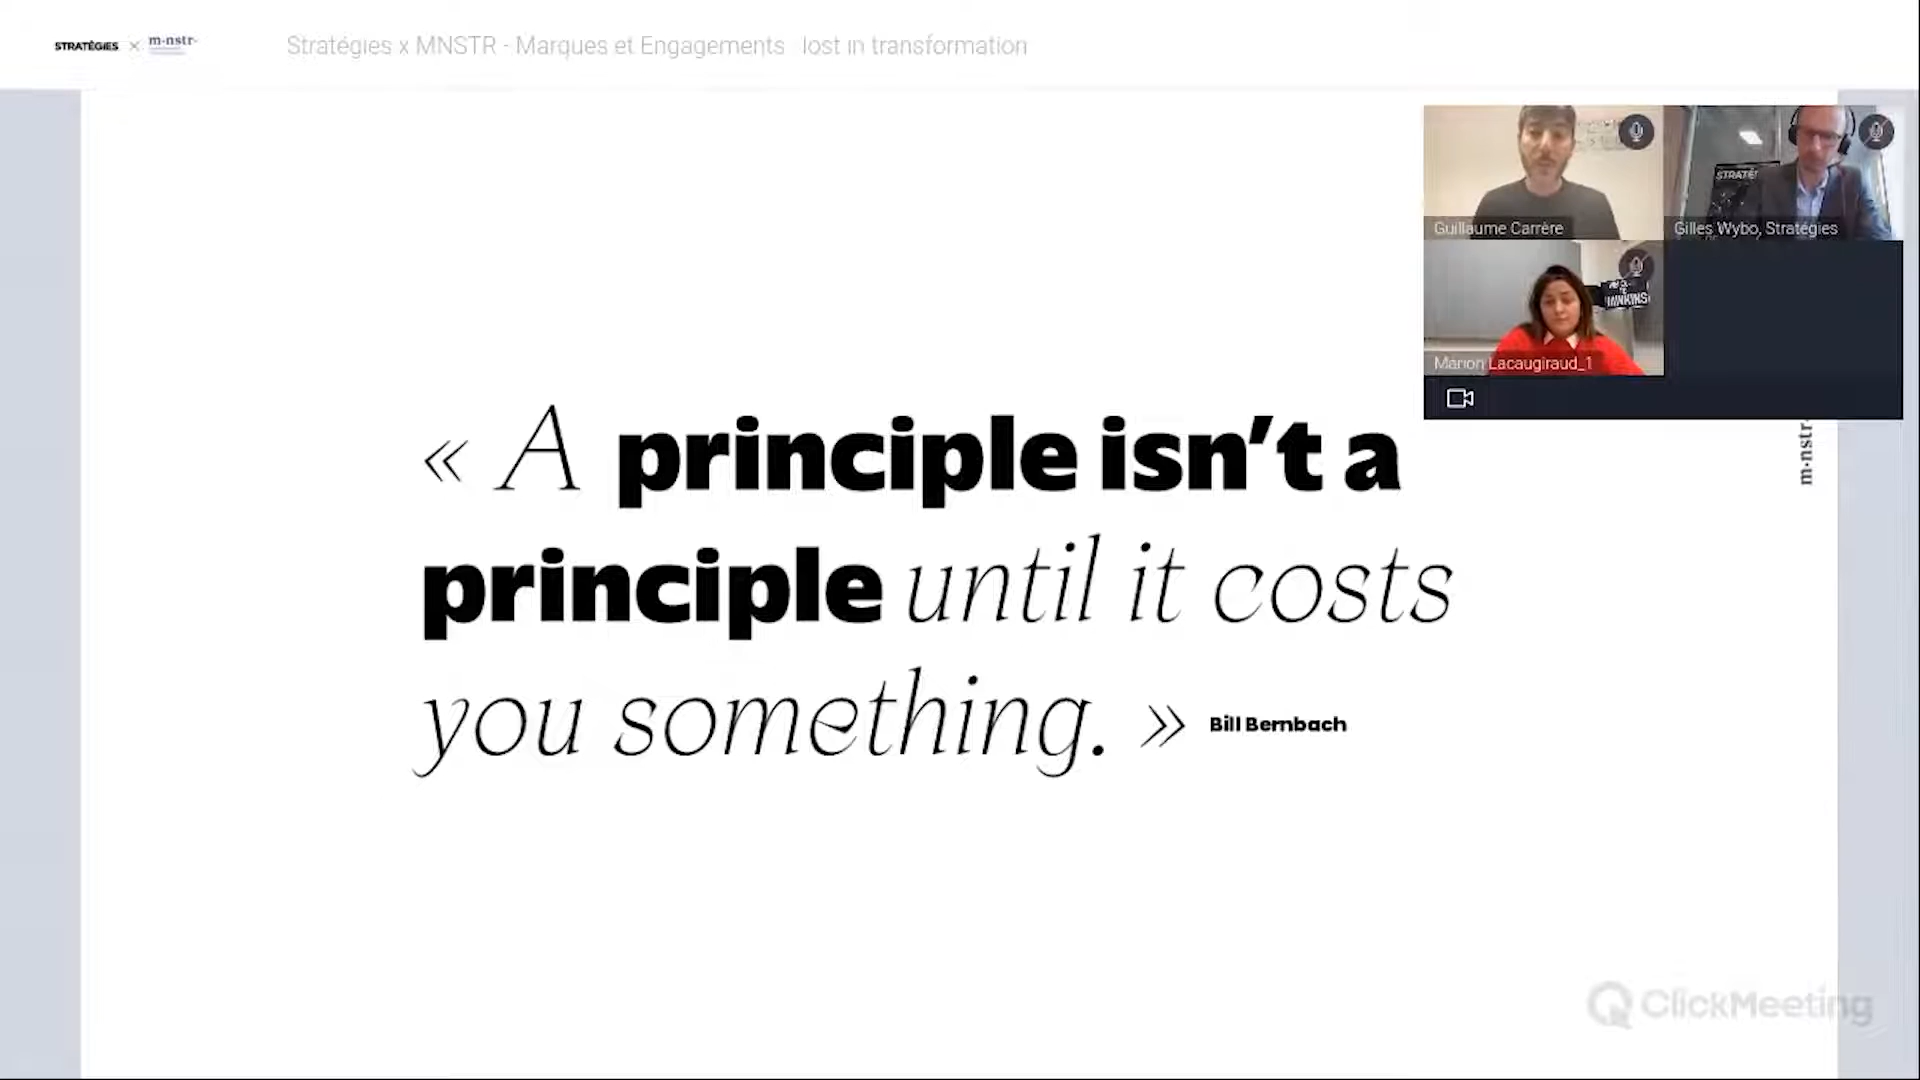 STRATÉGIES × m·nstr-
Stratégies x MNSTR - Marques et Engagements : lost in transformation
Guillaume Carrère
Gilles Wybo, Stratégies
STRATÉ
Marion Lacaugiraud_1
m·nstr-
« A principle isn’t a
principle until it costs
you something. » Bill Bernbach
ClickMeeting